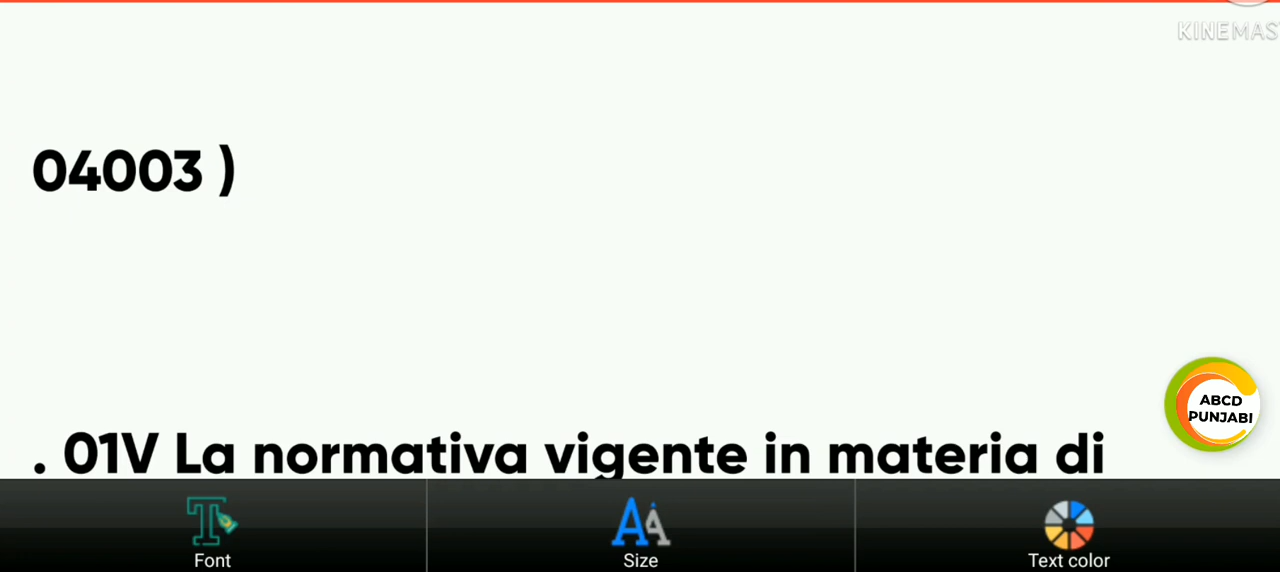 KINEMAS
04003 )
ABCD
PUNJABI
. 01V La normativa vigente in materia di
Font
Size
Text color